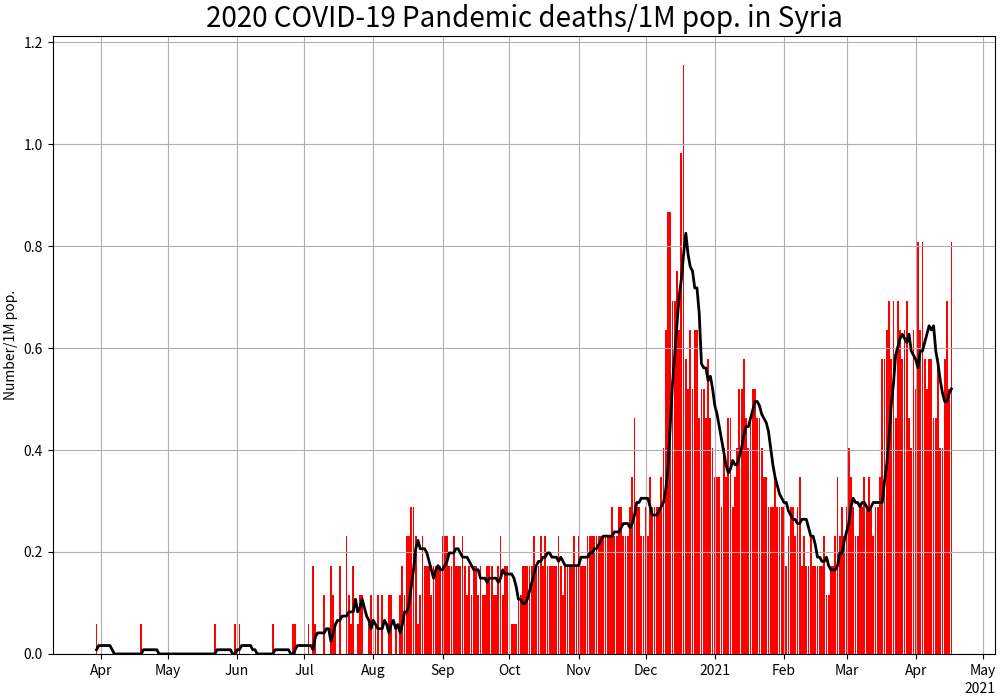 2020 COVID-19 Pandemic deaths/1M pop. in Syria
Number/1M pop.
1.2
1.0
0.8
0.6
0.4
0.2
0.0
Apr May Jun Jul Aug Sep Oct Nov Dec 2021 Feb Mar Apr May
2021